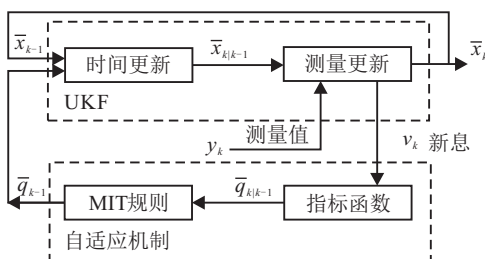 x̅ₖ₋₁
时间更新
x̅ₖ|ₖ₋₁
测量更新
x̅ₖ
UKF
测量值
yₖ
vₖ 新息
q̅ₖ₋₁
MIT规则
q̅ₖ|ₖ₋₁
指标函数
自适应机制